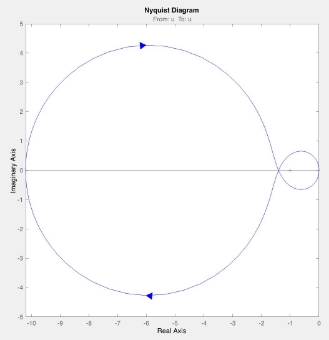 Nyquist Diagram
From: u To: u
5
4
3
2
1
0
-1
-2
-3
-4
-5
Imaginery Axis
-10 -9 -8 -7 -6 -5 -4 -3 -2 -1 0
Real Axis